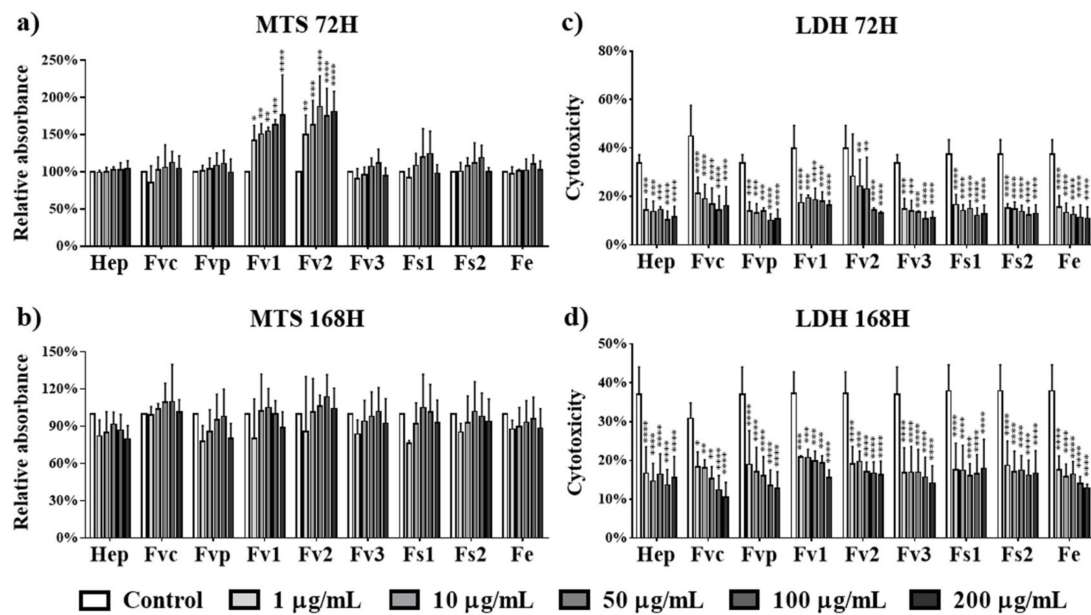 a)
MTS 72H
Relative absorbance
250%
200%
150%
100%
50%
0%
Hep Fvc Fvp Fv1 Fv2 Fv3 Fs1 Fs2 Fe
b)
MTS 168H
Relative absorbance
150%
120%
90%
60%
30%
0%
Hep Fvc Fvp Fv1 Fv2 Fv3 Fs1 Fs2 Fe
c)
LDH 72H
Cytotoxicity
80%
60%
40%
20%
0%
Hep Fvc Fvp Fv1 Fv2 Fv3 Fs1 Fs2 Fe
d)
LDH 168H
Cytotoxicity
50%
40%
30%
20%
10%
0%
Hep Fvc Fvp Fv1 Fv2 Fv3 Fs1 Fs2 Fe
Control 1 µg/mL 10 µg/mL 50 µg/mL 100 µg/mL 200 µg/mL